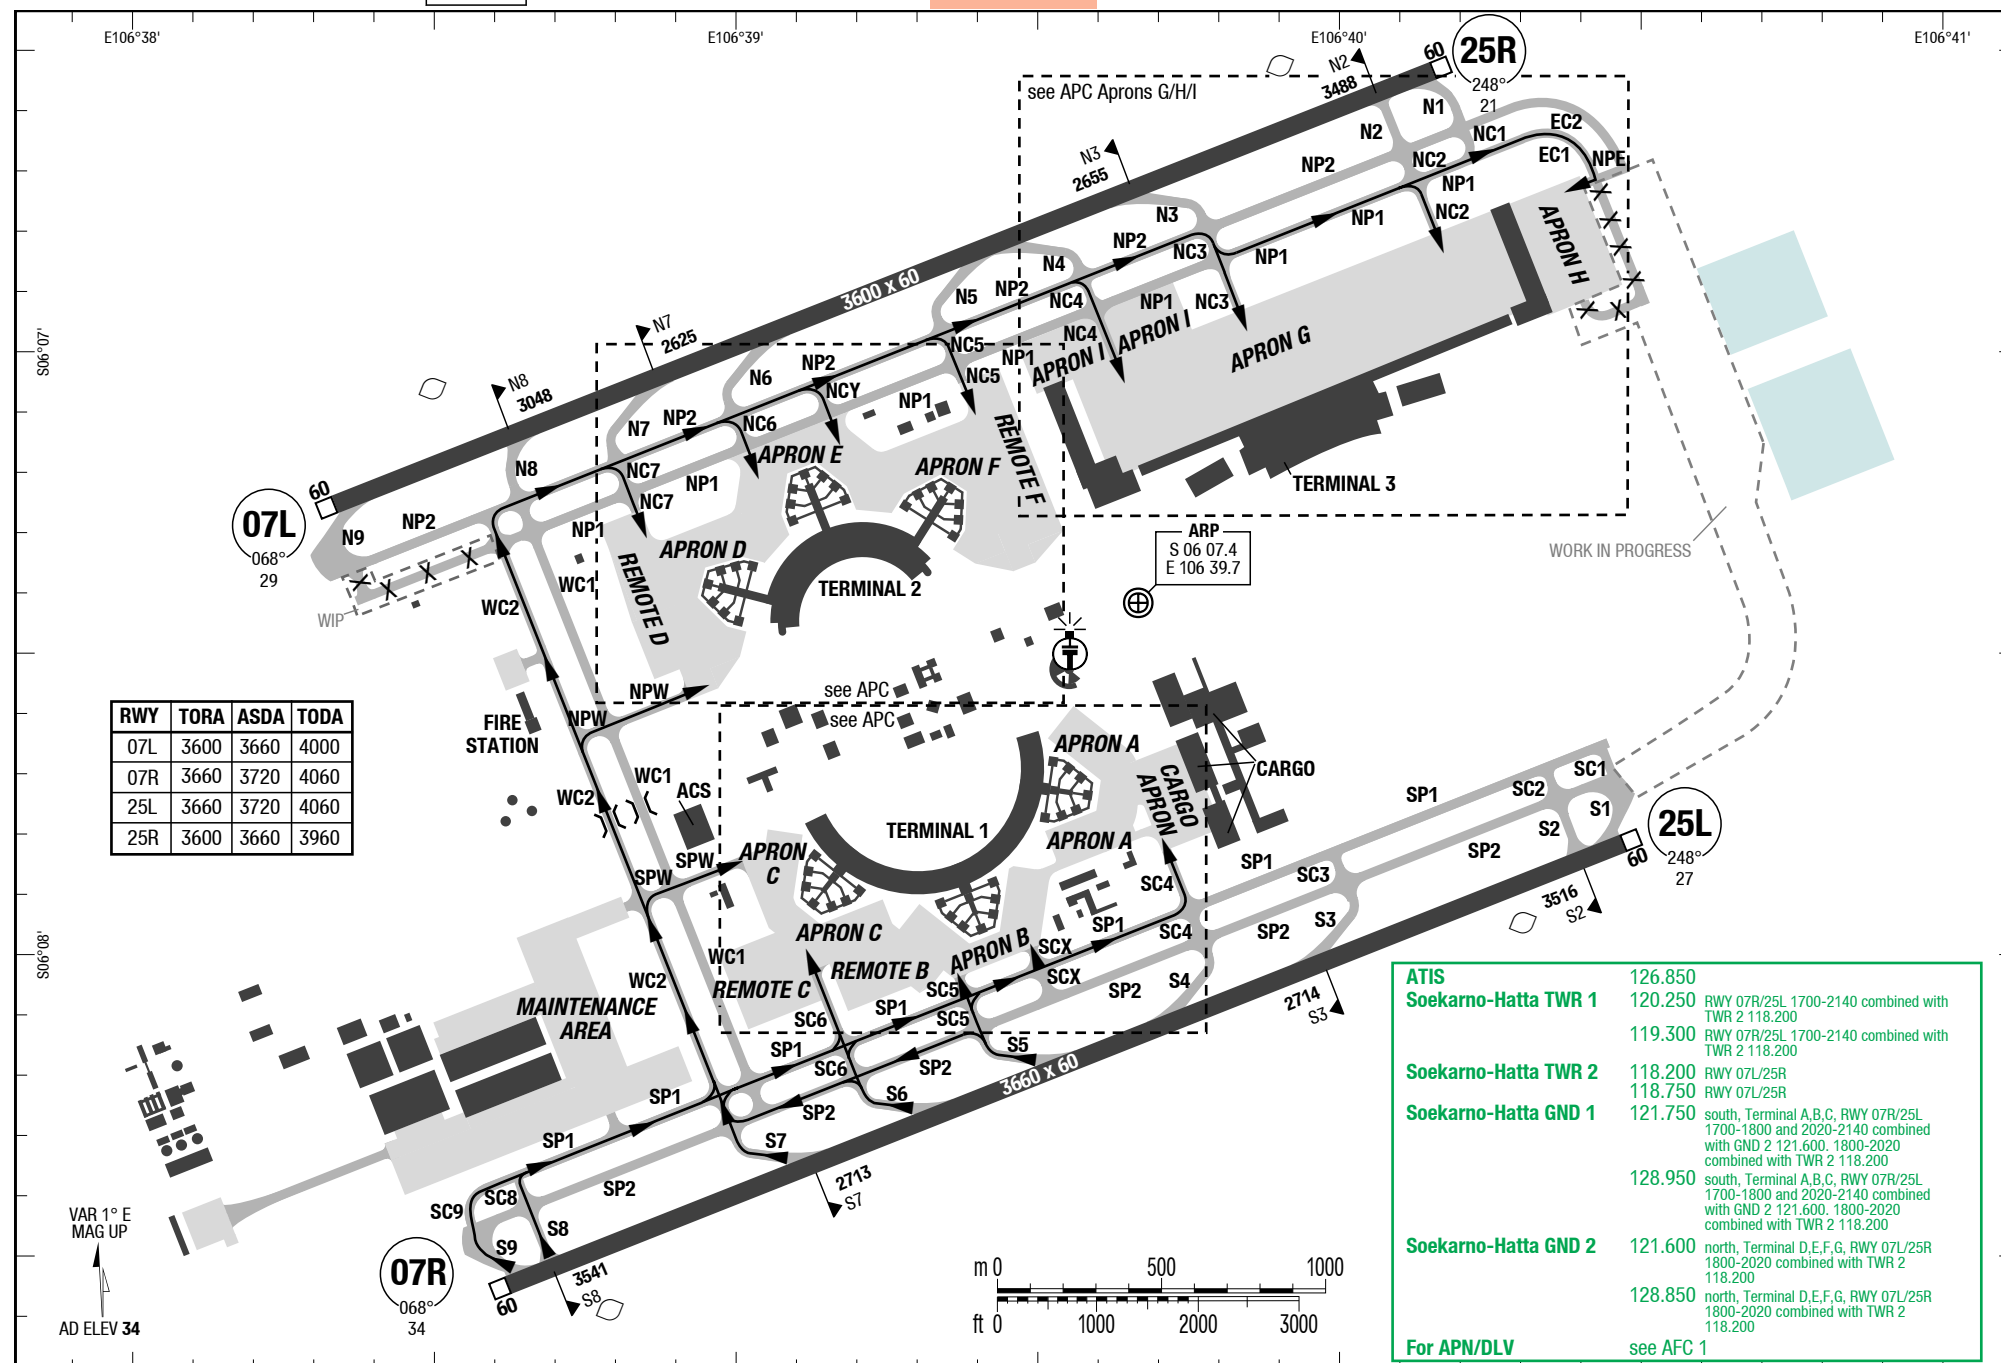 E106°38'
E106°39'
E106°40'
E106°41'
60
25R
248°
21
N2
3488
see APC Aprons G/H/I
N1
N2
NC1
EC2
EC1
NPE
N3
2655
NP2
NC2
NP1
NC2
NP1
N3
NP2
NC3
NP1
NC3
APRON H
N4
N5
NP2
NC4
NP1
NC4
APRON I
APRON I
APRON G
3600 x 60
S06°07'
N7
2625
NC5
NP1
NC5
NP2
N6
NCY
NP1
N8
3048
NP2
N7
NC6
APRON E
APRON F
REMOTE F
TERMINAL 3
N8
NC7
NC7
NP1
60
07L
068°
29
N9
NP2
NP1
APRON D
REMOTE D
TERMINAL 2
ARP
S 06 07.4
E 106 39.7
WORK IN PROGRESS
WIP
WC2
WC1
NPW
NPW
see APC
see APC
FIRE
STATION
RWY TORA ASDA TODA
07L 3600 3660 4000
07R 3660 3720 4060
25L 3660 3720 4060
25R 3600 3660 3960
WC2
WC1
ACS
APRON A
CARGO
APRON
CARGO
TERMINAL 1
APRON A
SPW
SPW
APRON
C
SP1
SC2
SC1
S1
S2
SP2
25L
60
248°
27
SP1
SC3
3516
S2
SC4
SP1
SC4
SP2
S3
S4
SP2
S06°08'
APRON C
APRON B
SCX
SCX
WC1
WC2
REMOTE C
REMOTE B
SC5
SC5
SP1
SC6
MAINTENANCE
AREA
2714
S3
SP1
SC6
SP2
S5
3660 x 60
S6
SP2
SP1
S7
SP1
SP2
2713
S7
SC9
SC8
S8
S9
07R
068°
34
60
3541
S8
VAR 1° E
MAG UP
AD ELEV 34
m 0 500 1000
ft 0 1000 2000 3000
ATIS 126.850
Soekarno-Hatta TWR 1 120.250 RWY 07R/25L 1700-2140 combined with
TWR 2 118.200
119.300 RWY 07R/25L 1700-2140 combined with
TWR 2 118.200
Soekarno-Hatta TWR 2 118.200 RWY 07L/25R
118.750 RWY 07L/25R
Soekarno-Hatta GND 1 121.750 south, Terminal A,B,C, RWY 07R/25L
1700-1800 and 2020-2140 combined
with GND 2 121.600. 1800-2020
combined with TWR 2 118.200
128.950 south, Terminal A,B,C, RWY 07R/25L
1700-1800 and 2020-2140 combined
with GND 2 121.600. 1800-2020
combined with TWR 2 118.200
Soekarno-Hatta GND 2 121.600 north, Terminal D,E,F,G, RWY 07L/25R
1800-2020 combined with TWR 2
118.200
128.850 north, Terminal D,E,F,G, RWY 07L/25R
1800-2020 combined with TWR 2
118.200
For APN/DLV see AFC 1